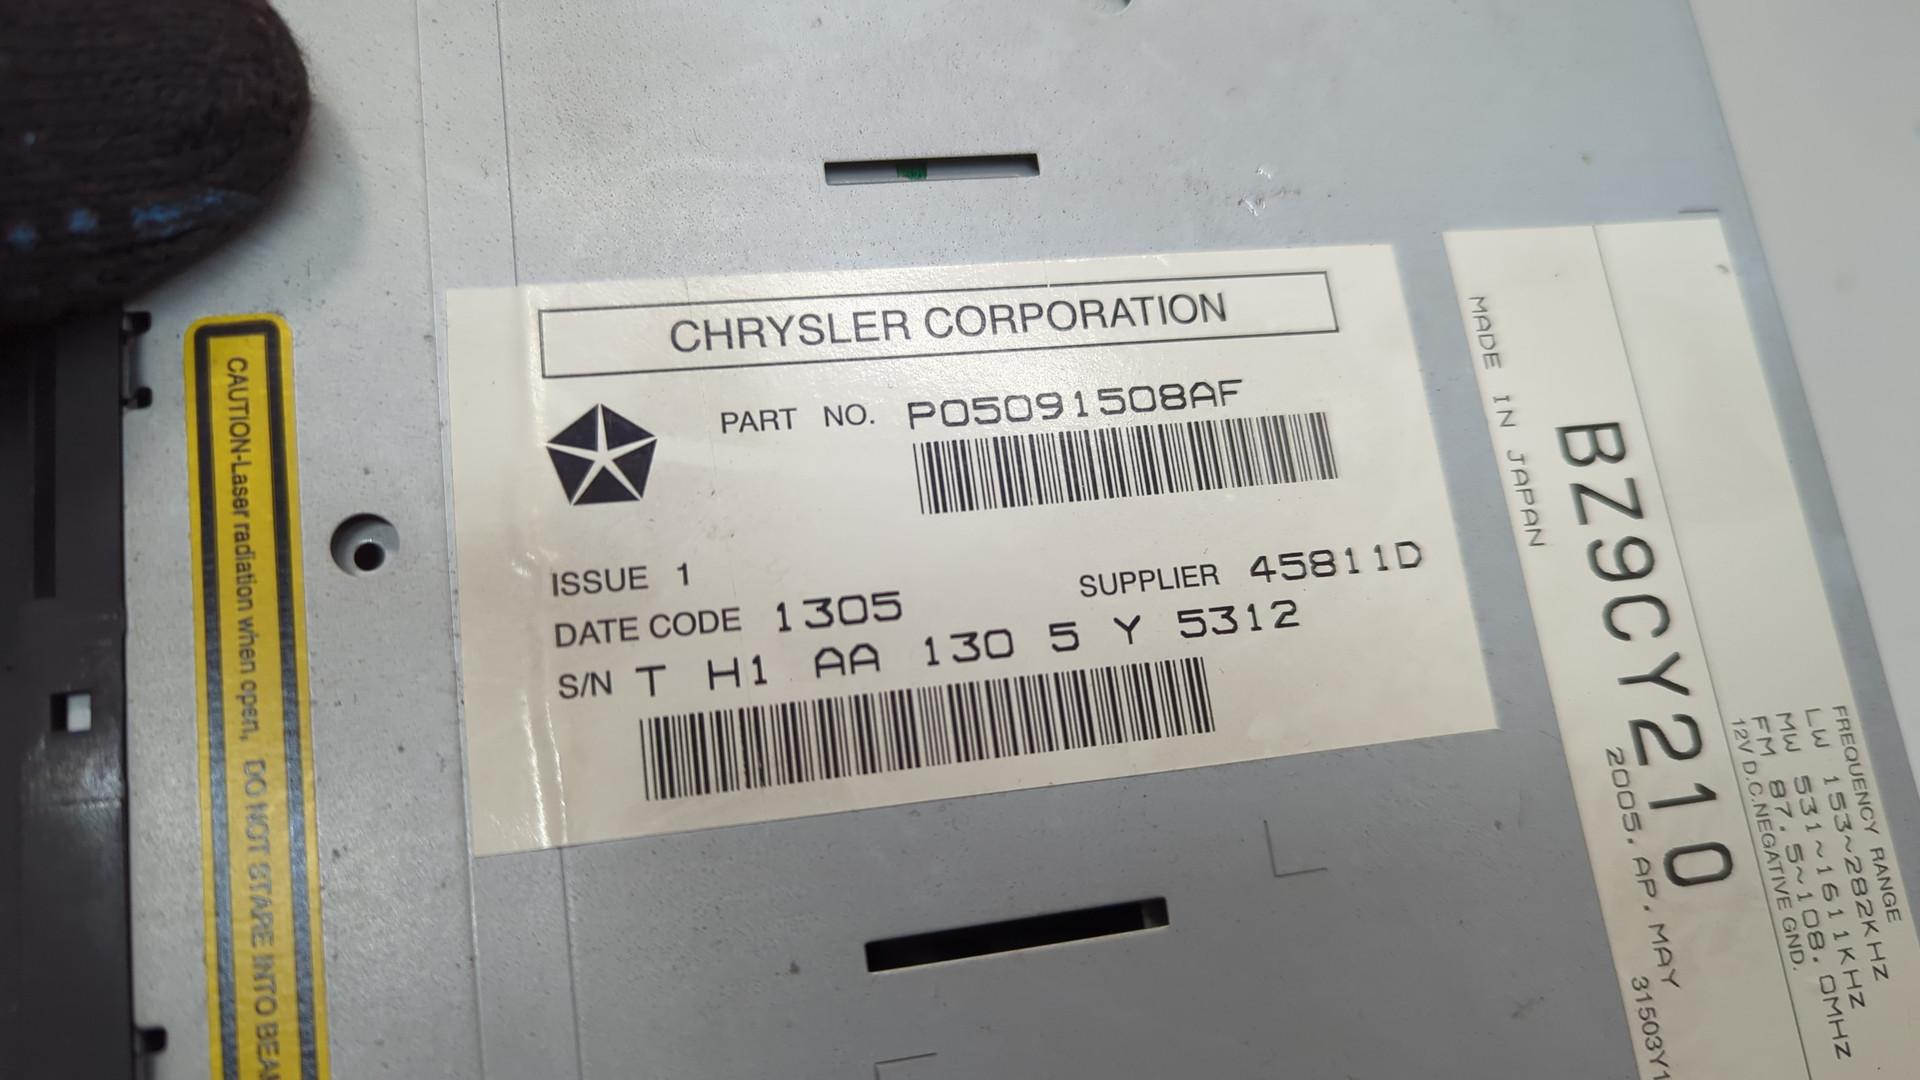 CAUTION-Laser radiation when open, DO NOT STARE INTO BEA
CHRYSLER CORPORATION
PART NO. P05091508AF
ISSUE 1
SUPPLIER 45811D
DATE CODE 1305
S/N T H1 AA 130 5 Y 5312
MADE IN JAPAN
BZ9CY210
2005. AP. MAY 31503Y1
FREQUENCY RANGE
LW 153~282KHZ
MW 531~1611KHZ
FM 87.5~108.0MHZ
12V D.C.NEGATIVE GND.